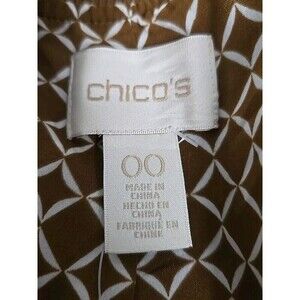 chico's
00
MADE IN
CHINA
HECHO EN
CHINA
FABRIQUÉ EN
CHINE